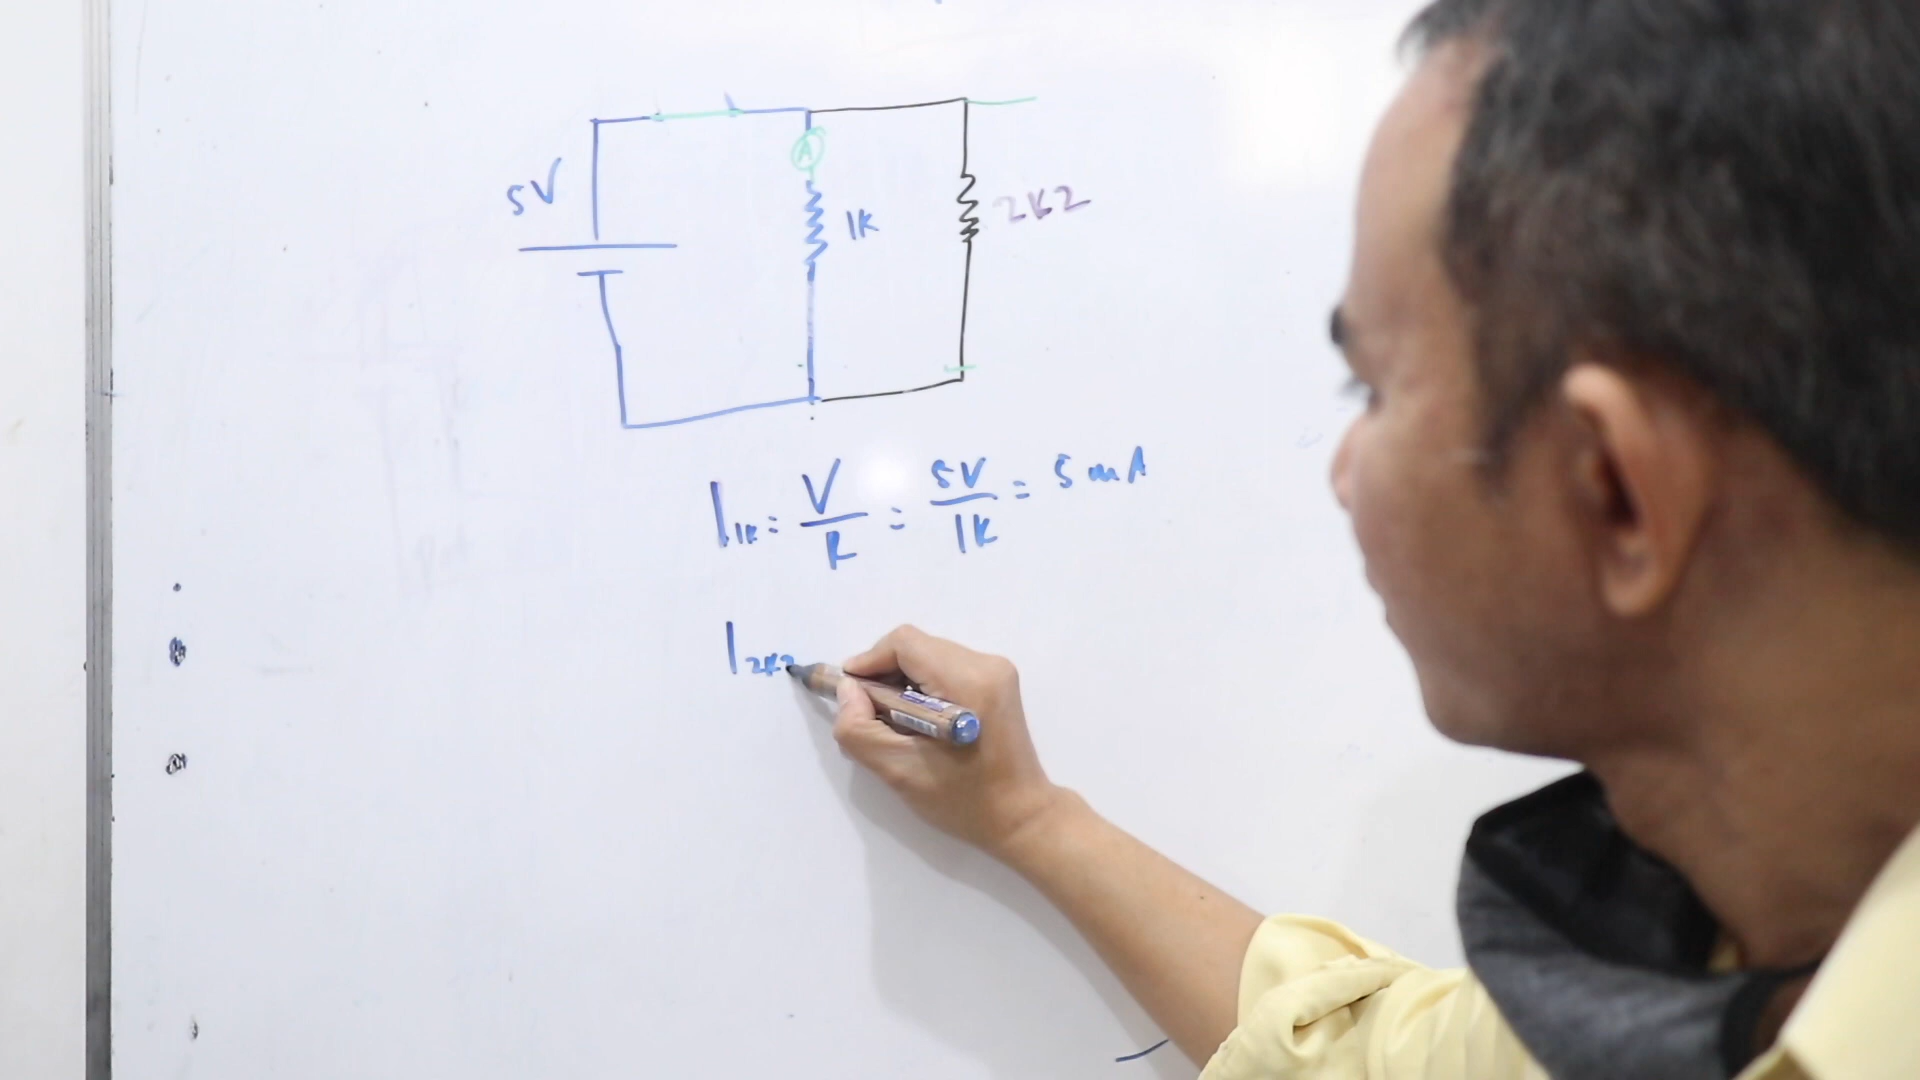 A
5V
1K
2K2
I1K = V/R = 5V/1K = 5 mA
I2K2